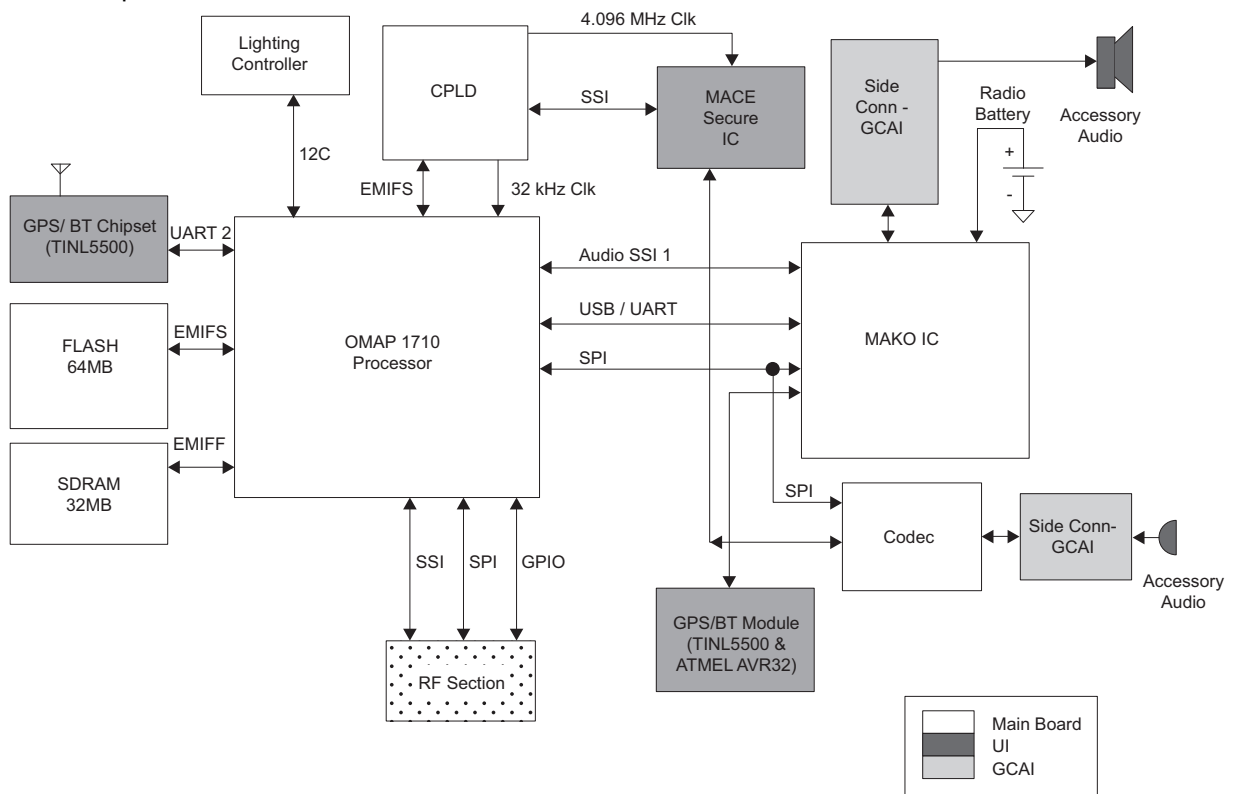 4.096 MHz Clk
Lighting
Controller
CPLD
SSI
MACE
Secure
IC
Side
Conn -
GCAI
Radio
Battery
+
-
Accessory
Audio
12C
EMIFS
32 kHz Clk
GPS/ BT Chipset
(TINL5500)
UART 2
Audio SSI 1
USB / UART
SPI
FLASH
64MB
EMIFS
OMAP 1710
Processor
MAKO IC
SDRAM
32MB
EMIFF
SPI
Codec
Side Conn-
GCAI
Accessory
Audio
SSI
SPI
GPIO
RF Section
GPS/BT Module
(TINL5500 &
ATMEL AVR32)
Main Board
UI
GCAI